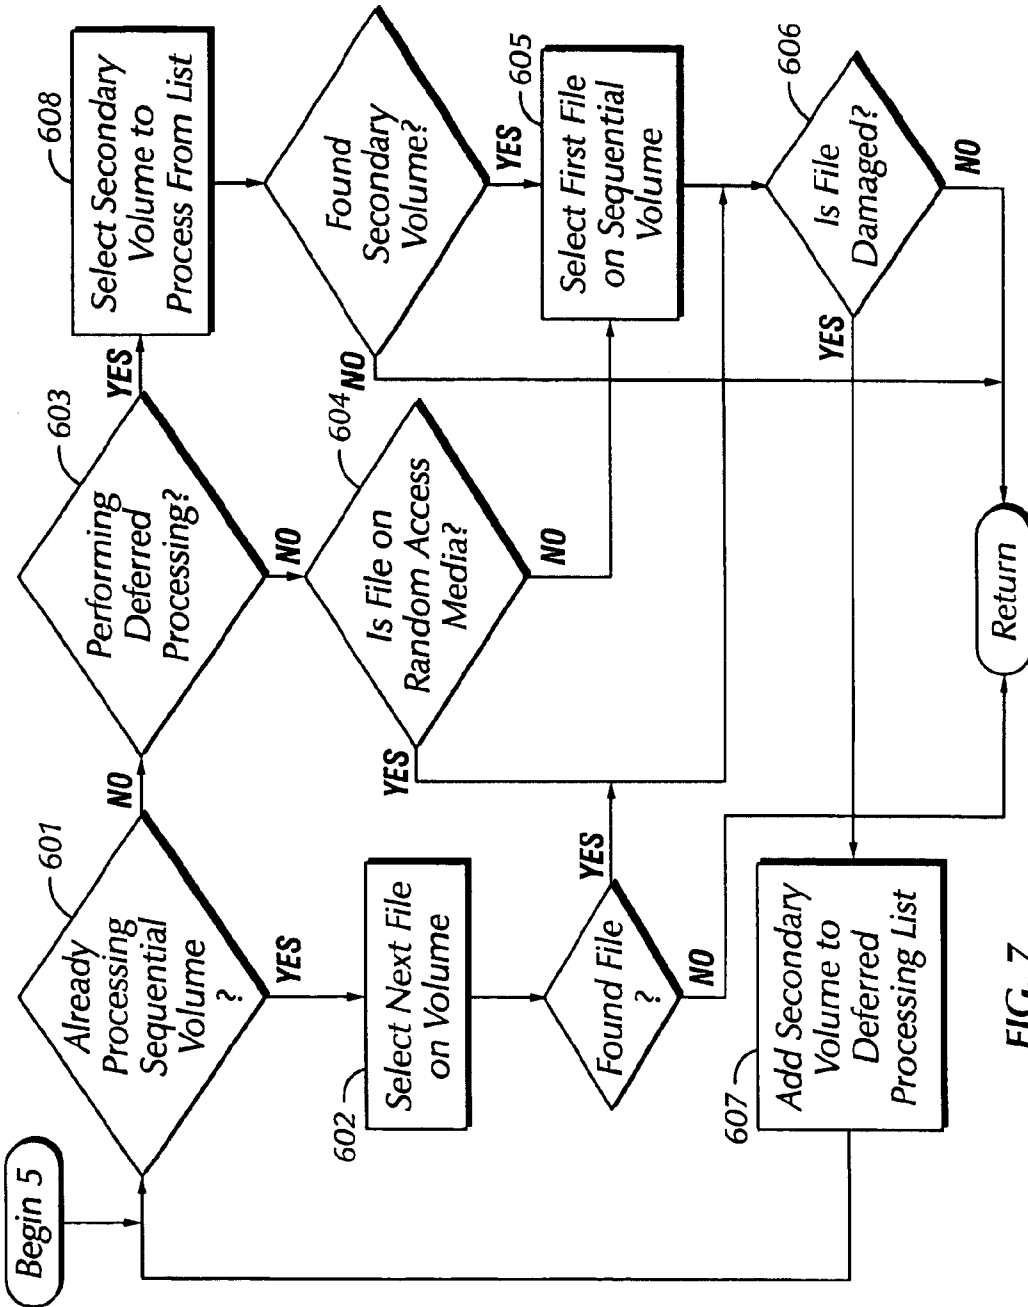 Begin 5
601
Already
Processing
Sequential
Volume
?
NO
YES
603
Performing
Deferred
Processing?
YES
NO
608
Select Secondary
Volume to
Process From List
602
Select Next File
on Volume
604
Is File on
Random Access
Media?
YES
NO
Found
Secondary
Volume?
NO
YES
Found File
?
YES
NO
605
Select First File
on Sequential
Volume
607
Add Secondary
Volume to
Deferred
Processing List
606
Is File
Damaged?
YES
NO
Return
FIG. 7